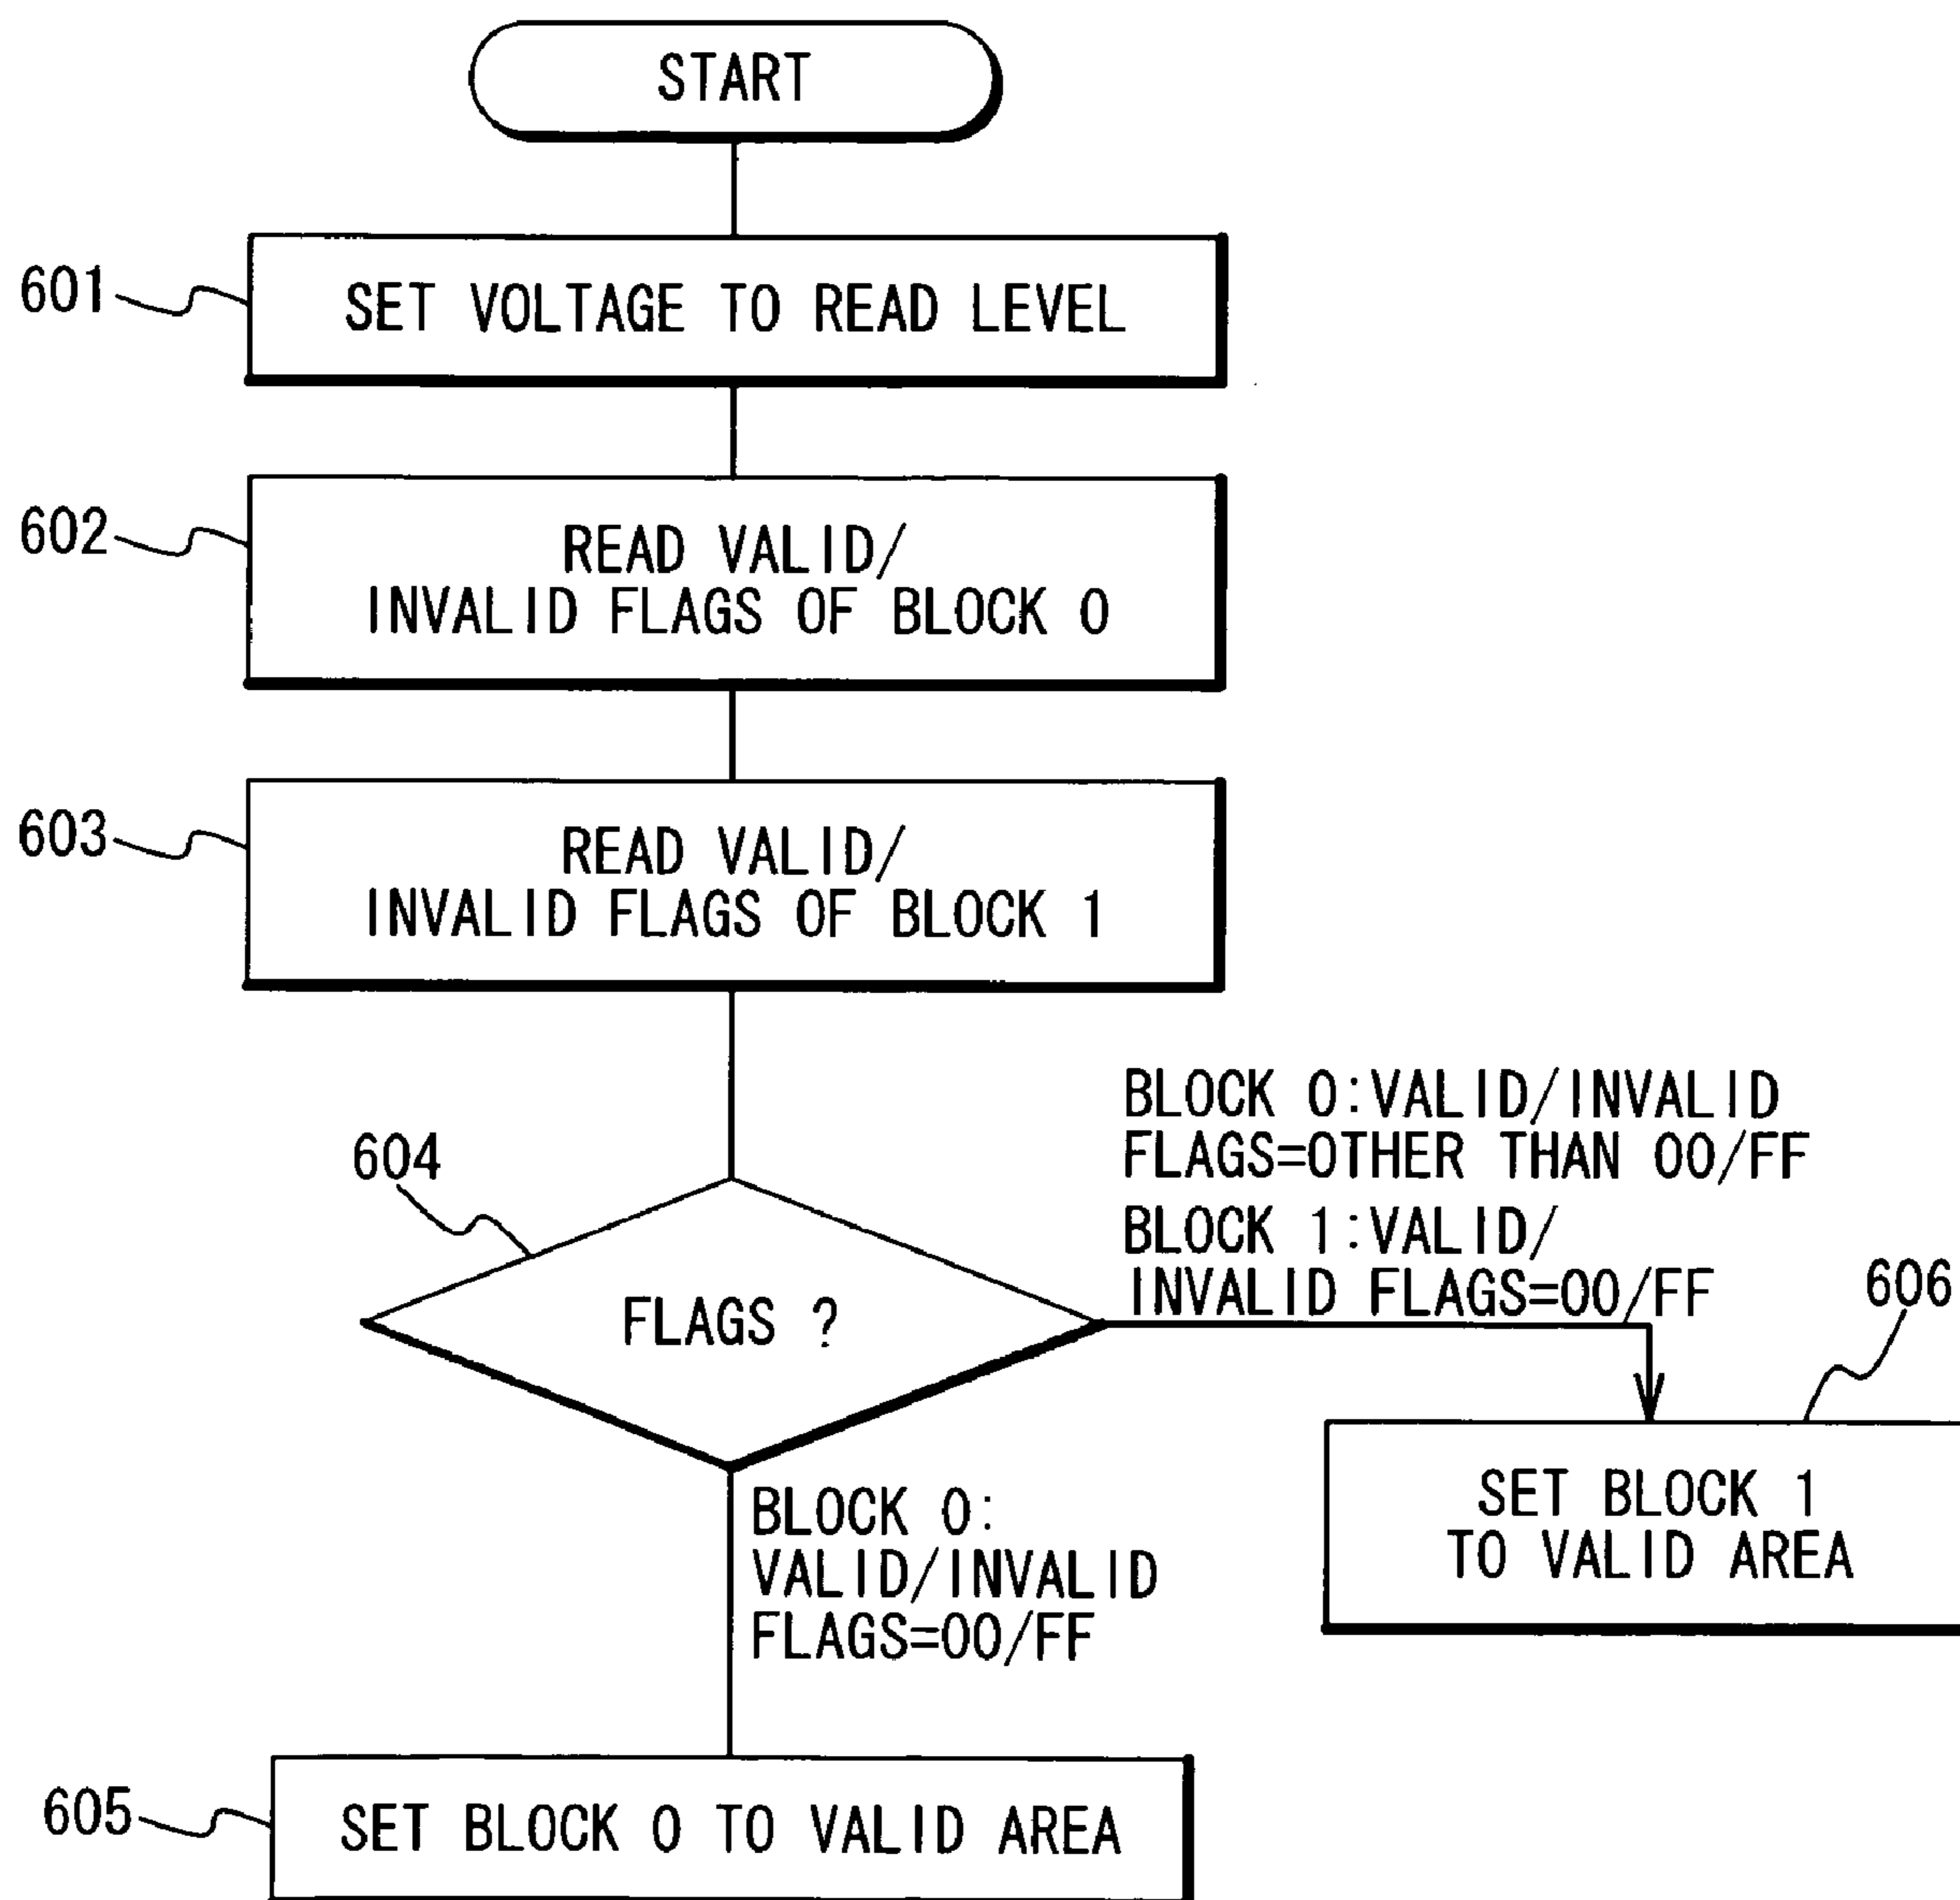 START
601
SET VOLTAGE TO READ LEVEL
602
READ VALID/
INVALID FLAGS OF BLOCK 0
603
READ VALID/
INVALID FLAGS OF BLOCK 1
604
FLAGS ?
BLOCK 0:VALID/INVALID
FLAGS=OTHER THAN 00/FF
BLOCK 1:VALID/
INVALID FLAGS=00/FF
606
SET BLOCK 1
TO VALID AREA
BLOCK 0:
VALID/INVALID
FLAGS=00/FF
605
SET BLOCK 0 TO VALID AREA